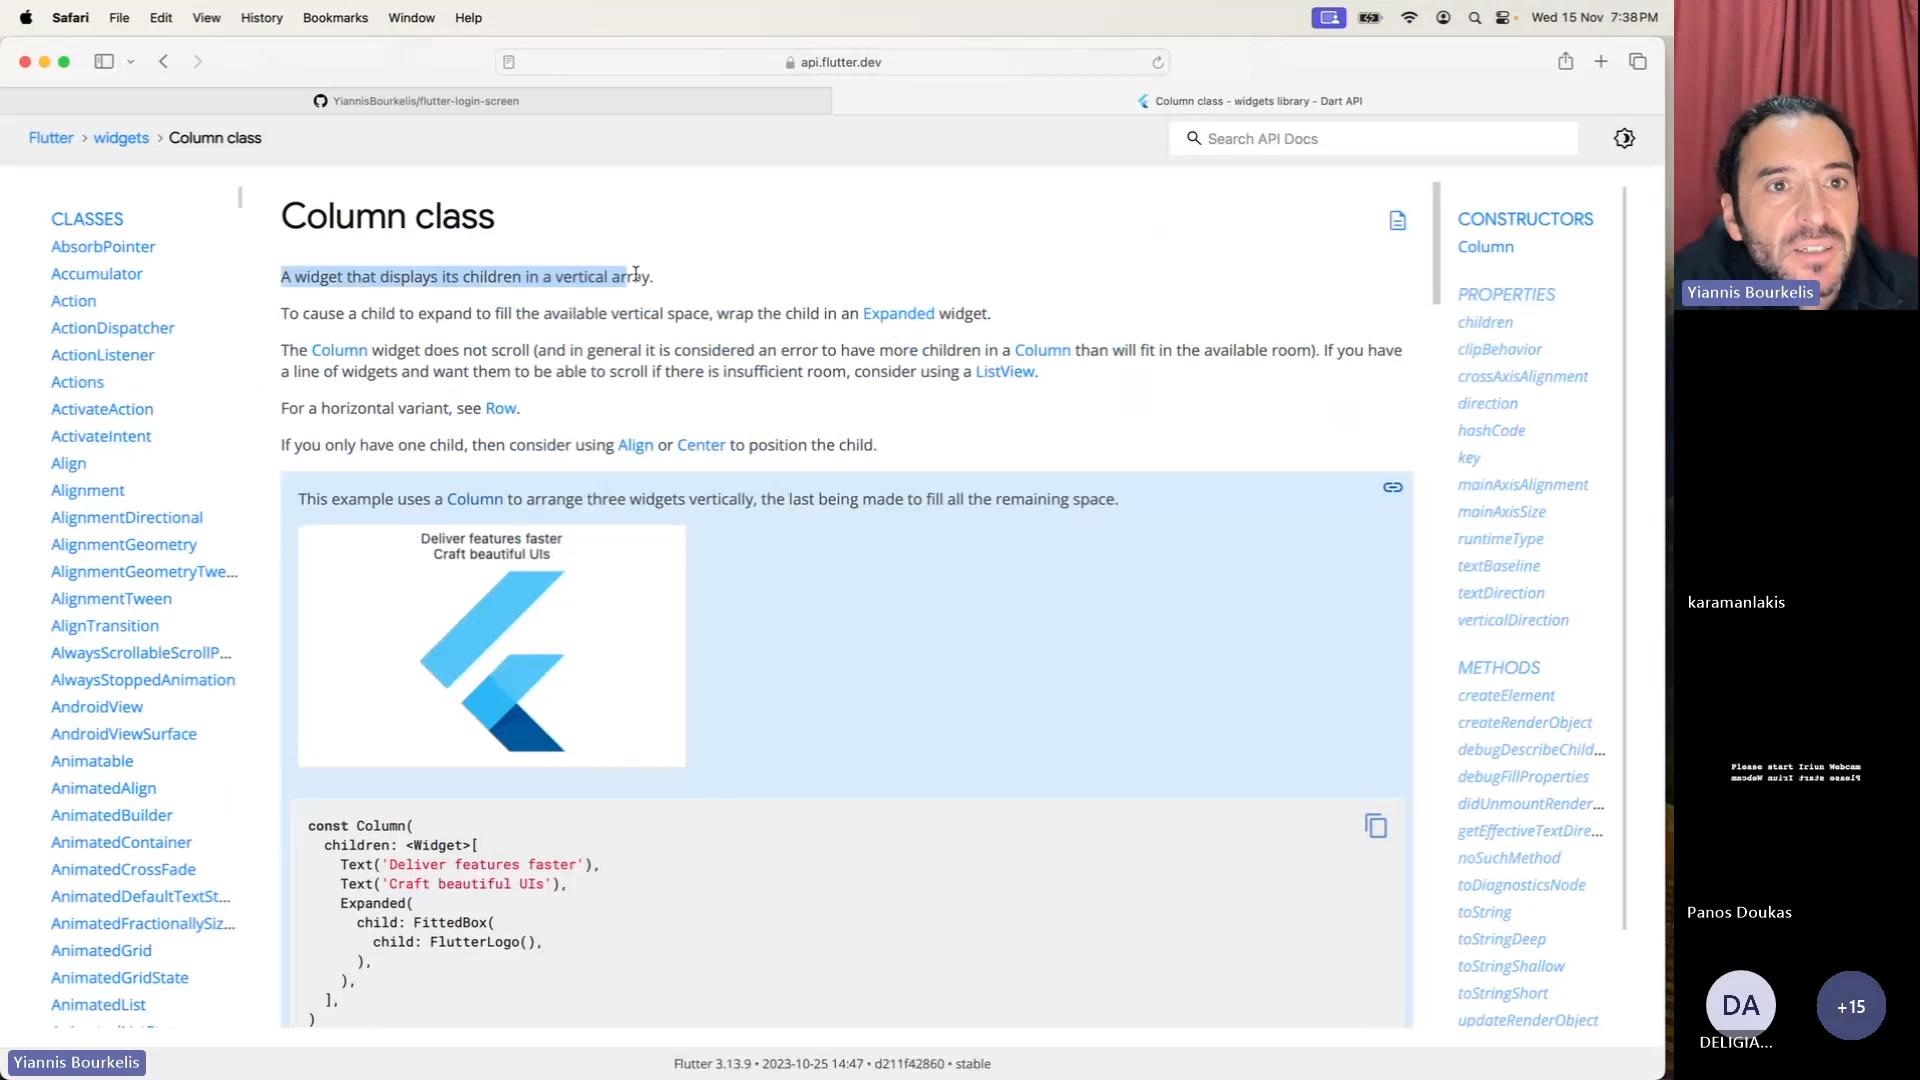 Safari File Edit View History Bookmarks Window Help
Wed 15 Nov 7:38 PM
api.flutter.dev
YiannisBourkelis/flutter-login-screen
Column class - widgets library - Dart API
Flutter > widgets > Column class
Search API Docs
CLASSES
AbsorbPointer
Accumulator
Action
ActionDispatcher
ActionListener
Actions
ActivateAction
ActivateIntent
Align
Alignment
AlignmentDirectional
AlignmentGeometry
AlignmentGeometryTwe...
AlignmentTween
AlignTransition
AlwaysScrollableScrollP...
AlwaysStoppedAnimation
AndroidView
AndroidViewSurface
Animatable
AnimatedAlign
AnimatedBuilder
AnimatedContainer
AnimatedCrossFade
AnimatedDefaultTextSt...
AnimatedFractionallySiz...
AnimatedGrid
AnimatedGridState
AnimatedList
Column class
A widget that displays its children in a vertical array.
To cause a child to expand to fill the available vertical space, wrap the child in an Expanded widget.
The Column widget does not scroll (and in general it is considered an error to have more children in a Column than will fit in the available room). If you have
a line of widgets and want them to be able to scroll if there is insufficient room, consider using a ListView.
For a horizontal variant, see Row.
If you only have one child, then consider using Align or Center to position the child.
This example uses a Column to arrange three widgets vertically, the last being made to fill all the remaining space.
Deliver features faster
Craft beautiful UIs
const Column(
children: <Widget>[
Text('Deliver features faster'),
Text('Craft beautiful UIs'),
Expanded(
child: FittedBox(
child: FlutterLogo(),
),
),
],
)
CONSTRUCTORS
Column
PROPERTIES
children
clipBehavior
crossAxisAlignment
direction
hashCode
key
mainAxisAlignment
mainAxisSize
runtimeType
textBaseline
textDirection
verticalDirection
METHODS
createElement
createRenderObject
debugDescribeChild...
debugFillProperties
didUnmountRender...
getEffectiveTextDire...
noSuchMethod
toDiagnosticsNode
toString
toStringDeep
toStringShallow
toStringShort
updateRenderObject
Flutter 3.13.9 • 2023-10-25 14:47 • d211f42860 • stable
Yiannis Bourkelis
Yiannis Bourkelis
karamanlakis
Please start Iriun Webcam
Panos Doukas
DA
+15
DELIGIA...